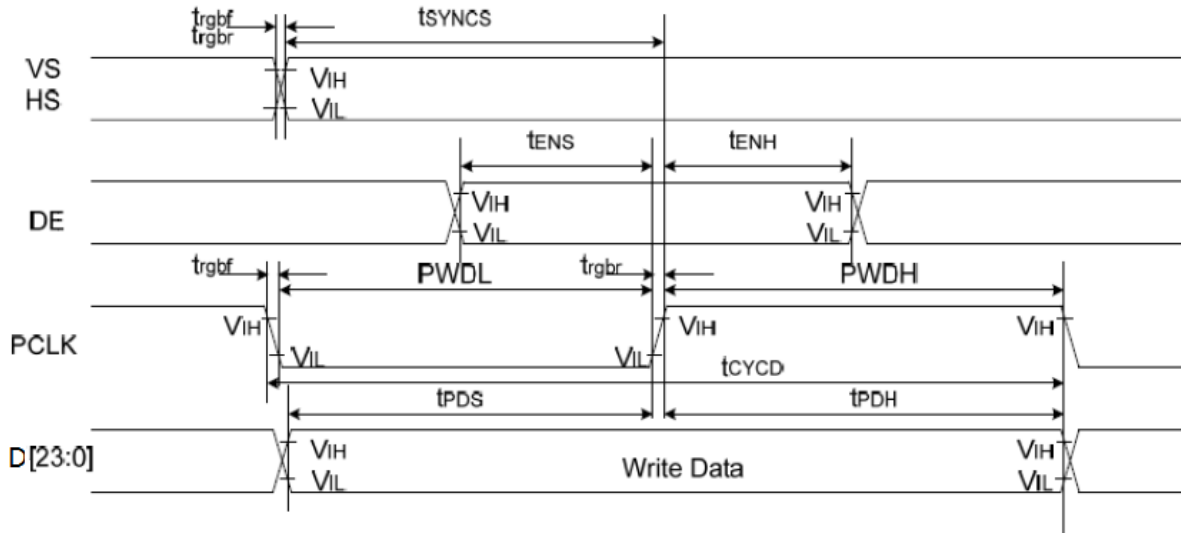 trgbf
trgbr
tSYNCS
VS
HS
VIH
VIL
tENS
tENH
DE
VIH
VIL
VIH
VIL
trgbf
PWDL
trgbr
PWDH
PCLK
VIH
VIL
VIL
VIH
VIH
tCYCD
tPDS
tPDH
D[23:0]
VIH
VIL
Write Data
VIH
VIL